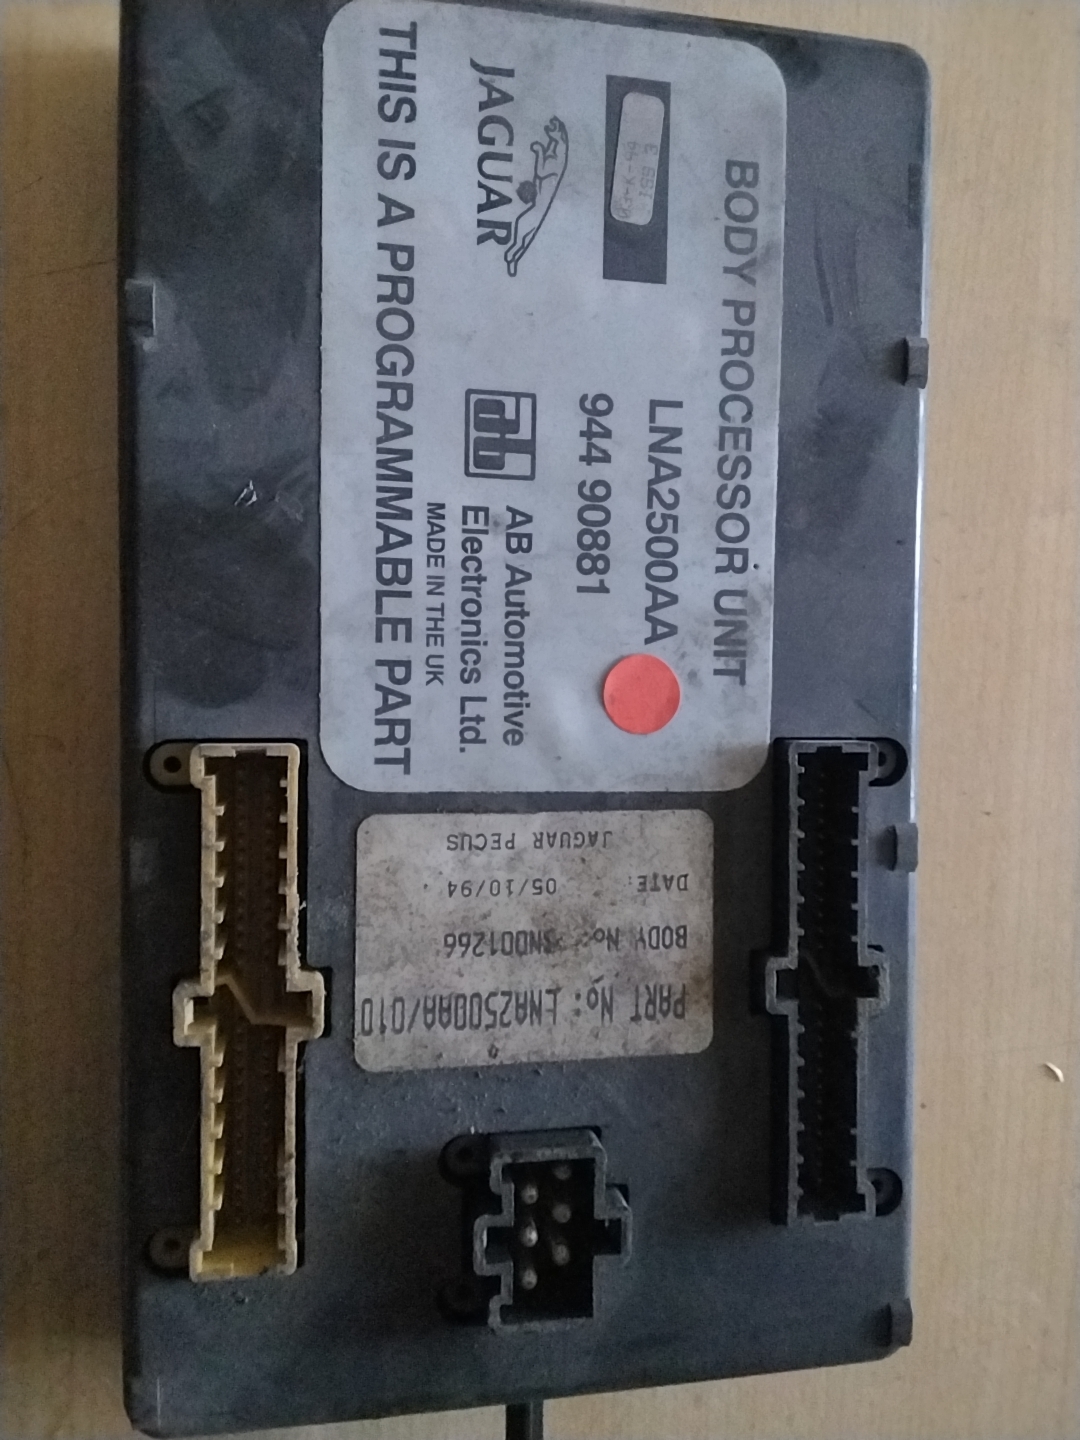 BODY PROCESSOR UNIT
LNA2500AA
944 90881
JAGUAR
ab
AB Automotive
Electronics Ltd.
MADE IN THE UK
THIS IS A PROGRAMMABLE PART
PART No: LNA2500AA/010
BODY No: SND01266
DATE: 05/10/94
JAGUAR PECUS